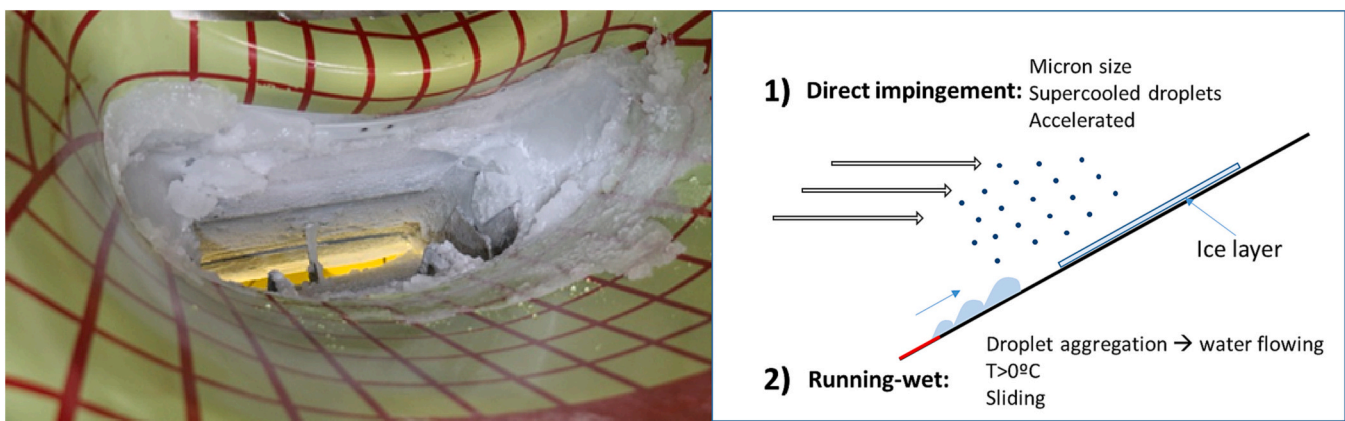 1) Direct impingement: Micron size
Supercooled droplets
Accelerated
Ice layer
Droplet aggregation → water flowing
2) Running-wet: T>0ºC
Sliding